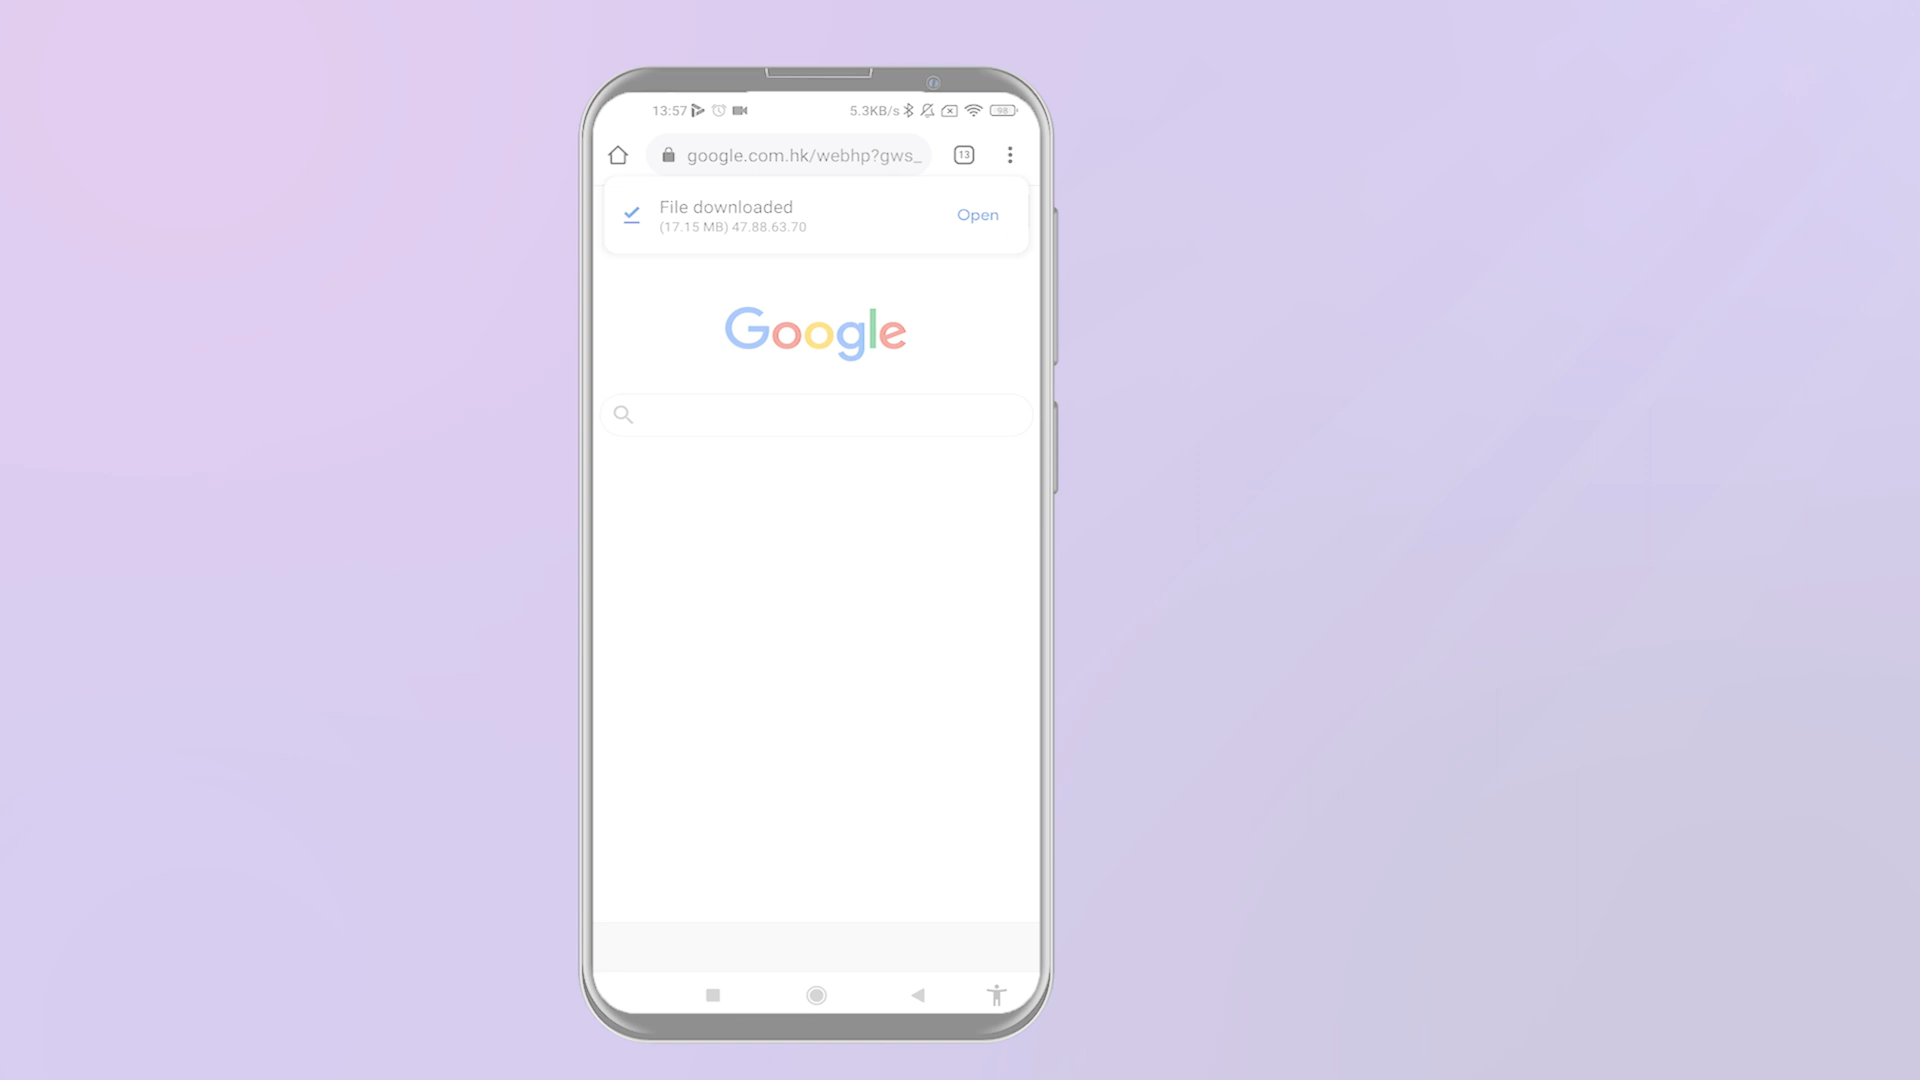 13:57
5.3KB/s
98
google.com.hk/webhp?gws_
13
File downloaded
Open
(17.15 MB) 47.88.63.70
Google